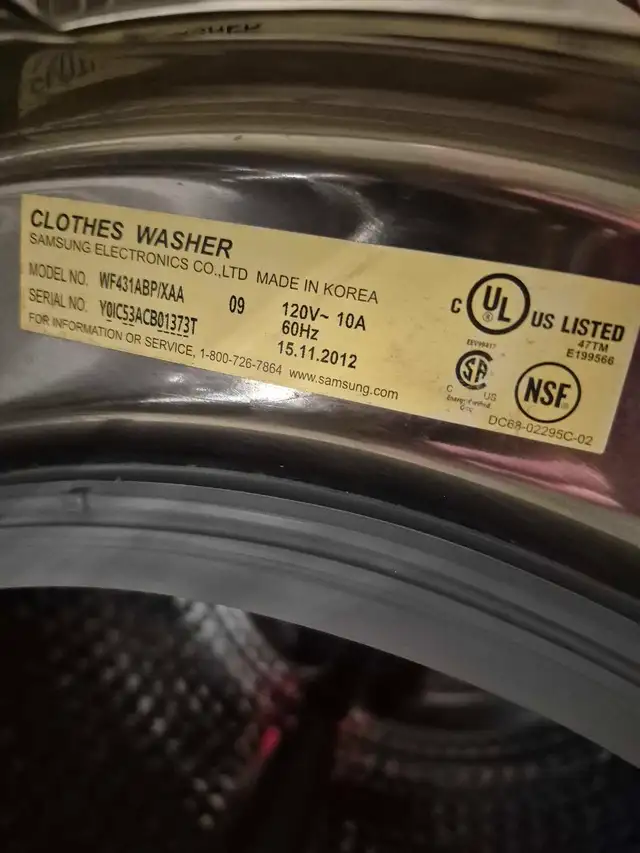 CLOTHES WASHER
SAMSUNG ELECTRONICS CO.,LTD MADE IN KOREA
MODEL NO. WF431ABP/XAA 09 120V~ 10A
SERIAL NO. Y0IC53ACB01373T 60Hz
15.11.2012
FOR INFORMATION OR SERVICE, 1-800-726-7864 www.samsung.com
C UL ® US LISTED
47TM
E199566
SA
C US
NSF®
DC68-02295C-02